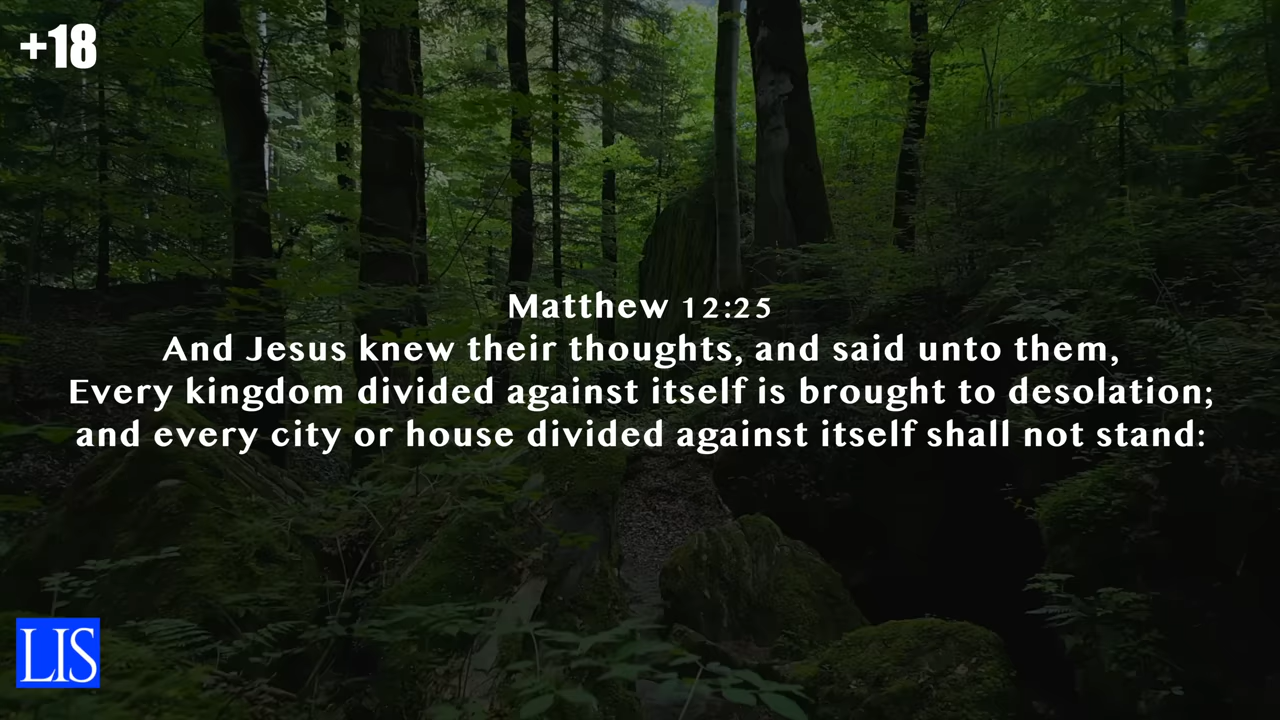 +18
Matthew 12:25
And Jesus knew their thoughts, and said unto them,
Every kingdom divided against itself is brought to desolation;
and every city or house divided against itself shall not stand:
LIS